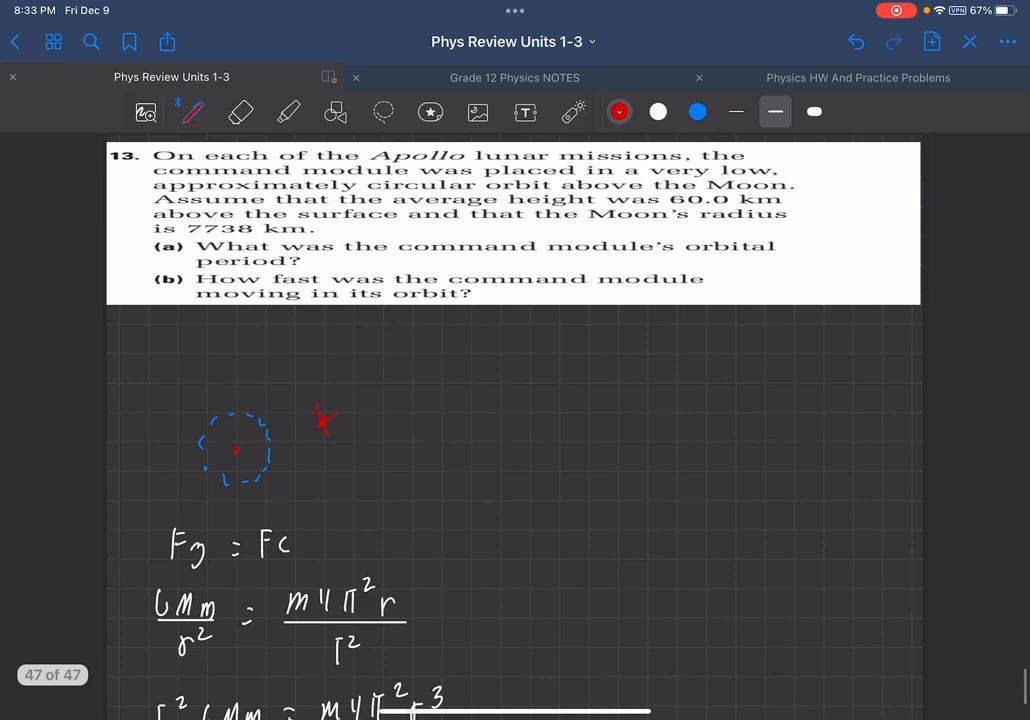 8:33 PM Fri Dec 9
VPN 67%
Phys Review Units 1-3
Phys Review Units 1-3
Grade 12 Physics NOTES
Physics HW And Practice Problems
T
13. On each of the Apollo lunar missions, the
command module was placed in a very low,
approximately circular orbit above the Moon.
Assume that the average height was 60.0 km
above the surface and that the Moon's radius
is 7738 km.
(a) What was the command module's orbital
period?
(b) How fast was the command module
moving in its orbit?
Fg = Fc
GMm/r² = m4π²r/T²
T²GMm = m4π²r³
47 of 47